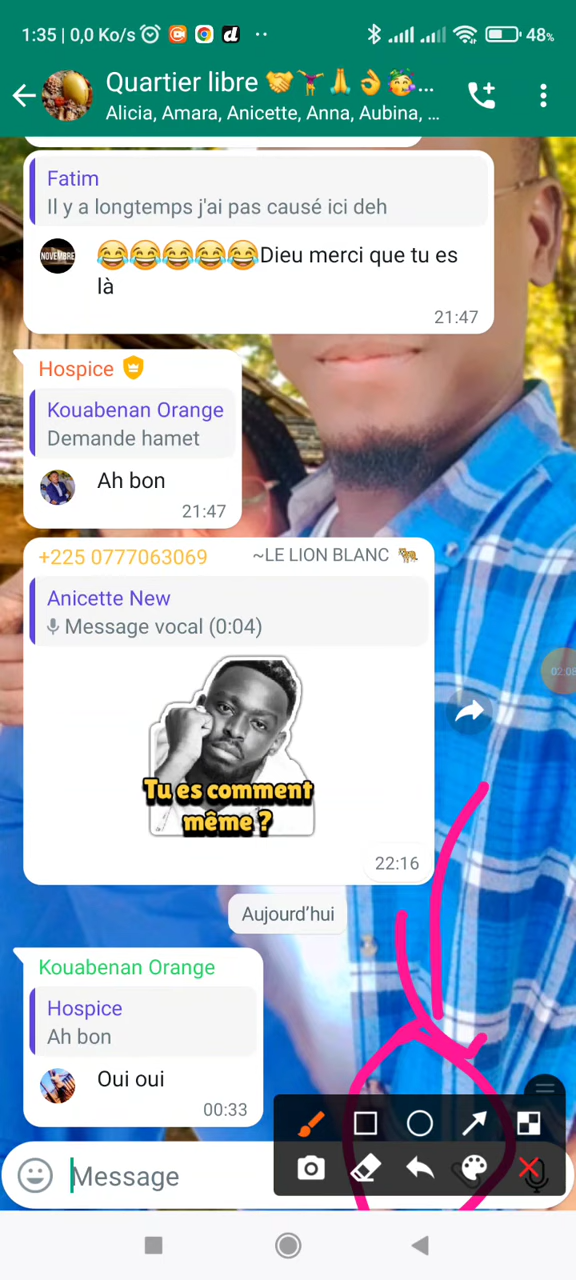 1:35 | 0,0 Ko/s
48%
Quartier libre 🤝🏋️‍♀️🙏👌🥳...
Alicia, Amara, Anicette, Anna, Aubina, ...
Fatim
Il y a longtemps j'ai pas causé ici deh
NOVEMBRE
😂😂😂😂😂Dieu merci que tu es
là
21:47
Hospice
Kouabenan Orange
Demande hamet
Ah bon
21:47
+225 0777063069 ~LE LION BLANC 🐆
Anicette New
Message vocal (0:04)
Tu es comment
même ?
22:16
02:08
Aujourd'hui
Kouabenan Orange
Hospice
Ah bon
Oui oui
00:33
Message